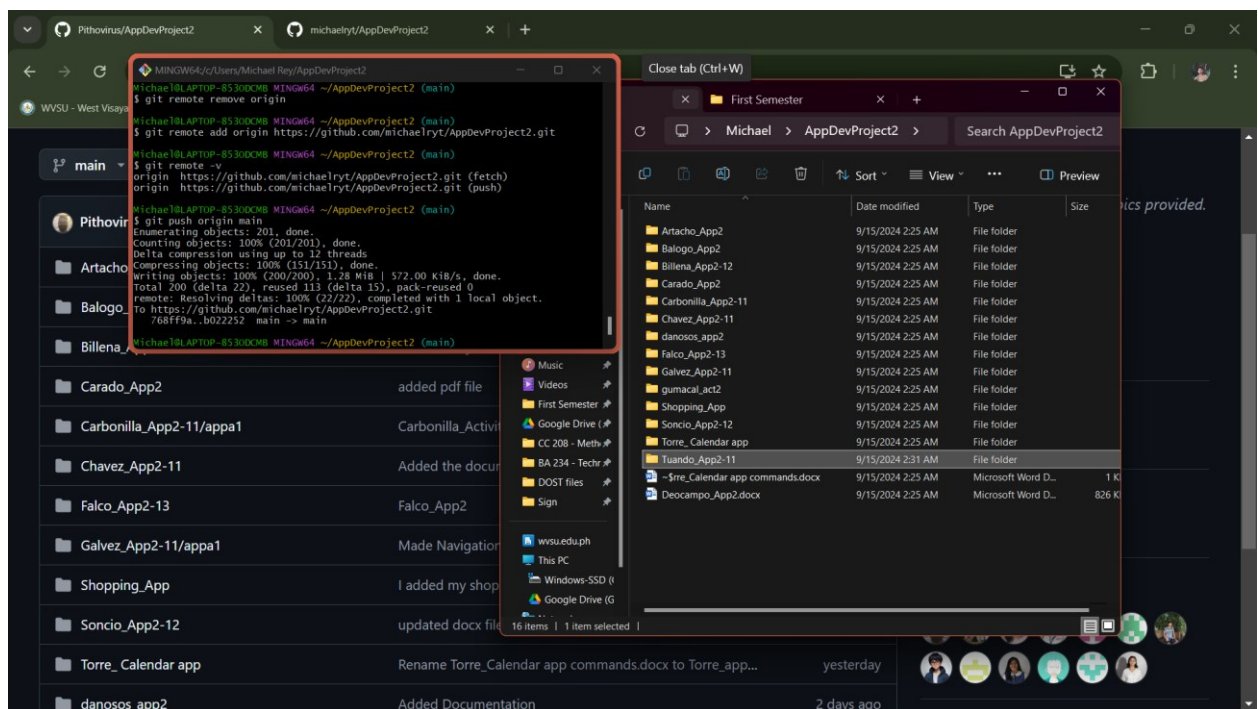 Pithovirus/AppDevProject2
michaelryt/AppDevProject2
WVSU - West Visaya
Close tab (Ctrl+W)
MINGW64:/c/Users/Michael Rey/AppDevProject2
Michael@LAPTOP-8530DCMB MINGW64 ~/AppDevProject2 (main)
$ git remote remove origin
Michael@LAPTOP-8530DCMB MINGW64 ~/AppDevProject2 (main)
$ git remote add origin https://github.com/michaelryt/AppDevProject2.git
Michael@LAPTOP-8530DCMB MINGW64 ~/AppDevProject2 (main)
$ git remote -v
origin https://github.com/michaelryt/AppDevProject2.git (fetch)
origin https://github.com/michaelryt/AppDevProject2.git (push)
Michael@LAPTOP-8530DCMB MINGW64 ~/AppDevProject2 (main)
$ git push origin main
Enumerating objects: 201, done.
Counting objects: 100% (201/201), done.
Delta compression using up to 12 threads
Compressing objects: 100% (151/151), done.
Writing objects: 100% (200/200), 1.28 MiB | 572.00 KiB/s, done.
Total 200 (delta 22), reused 113 (delta 15), pack-reused 0
remote: Resolving deltas: 100% (22/22), completed with 1 local object.
To https://github.com/michaelryt/AppDevProject2.git
768ff9a..b022252 main -> main
Michael@LAPTOP-8530DCMB MINGW64 ~/AppDevProject2 (main)
First Semester
Michael > AppDevProject2 >
Search AppDevProject2
Sort
View
Preview
Name Date modified Type Size
Artacho_App2 9/15/2024 2:25 AM File folder
Balogo_App2 9/15/2024 2:25 AM File folder
Billena_App2-12 9/15/2024 2:25 AM File folder
Carado_App2 9/15/2024 2:25 AM File folder
Carbonilla_App2-11 9/15/2024 2:25 AM File folder
Chavez_App2-11 9/15/2024 2:25 AM File folder
danosos_app2 9/15/2024 2:25 AM File folder
Falco_App2-13 9/15/2024 2:25 AM File folder
Galvez_App2-11 9/15/2024 2:25 AM File folder
gumacal_act2 9/15/2024 2:25 AM File folder
Shopping_App 9/15/2024 2:25 AM File folder
Soncio_App2-12 9/15/2024 2:25 AM File folder
Torre_ Calendar app 9/15/2024 2:25 AM File folder
Tuando_App2-11 9/15/2024 2:31 AM File folder
~$rre_Calendar app commands.docx 9/15/2024 2:25 AM Microsoft Word D... 1 K
Deocampo_App2.docx 9/15/2024 2:25 AM Microsoft Word D... 826 K
Music
Videos
First Semester
Google Drive (
CC 208 - Meth
BA 234 - Techr
DOST files
Sign
wvsu.edu.ph
This PC
Windows-SSD (
Google Drive (G
16 items | 1 item selected
main
Pithovir
Artacho
Balogo_
Billena_
Carado_App2 added pdf file
Carbonilla_App2-11/appa1 Carbonilla_Activi
Chavez_App2-11 Added the docur
Falco_App2-13 Falco_App2
Galvez_App2-11/appa1 Made Navigation
Shopping_App I added my shop
Soncio_App2-12 updated docx file
Torre_ Calendar app Rename Torre_Calendar app commands.docx to Torre_app... yesterday
danosos_app2 Added Documentation 2 days ago
ics provided.